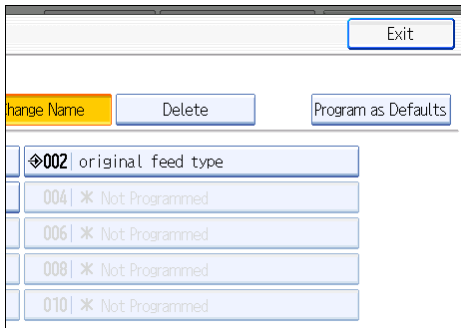 Exit
Change Name Delete Program as Defaults
002 original feed type
004 Not Programmed
006 Not Programmed
008 Not Programmed
010 Not Programmed